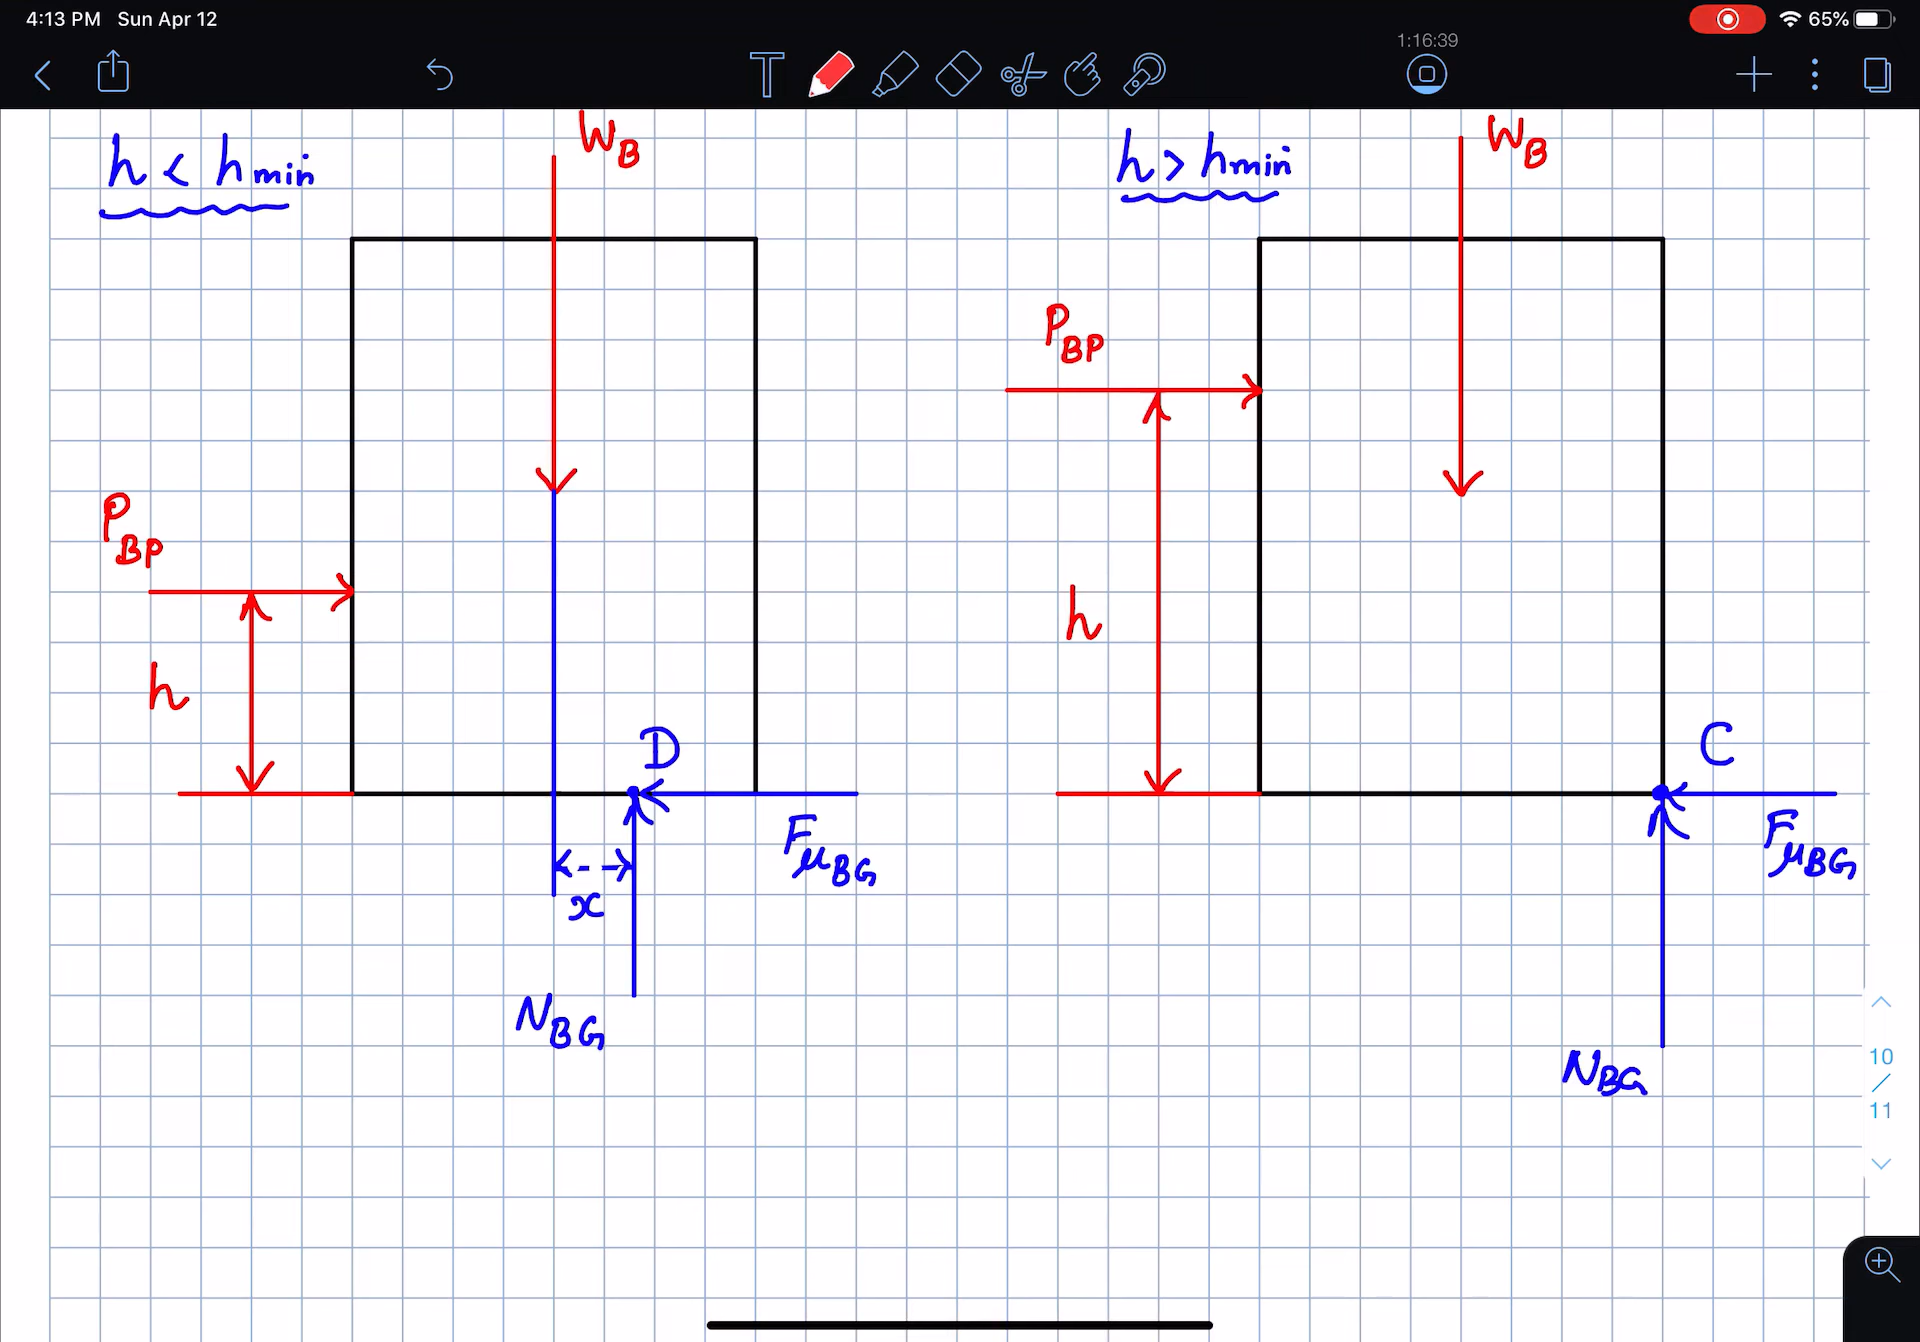 4:13 PM Sun Apr 12
65%
1:16:39
T
h < hmin
WB
PBP
h
D
FμBG
x
NBG
h > hmin
WB
PBP
h
C
FμBG
NBG
10
/
11